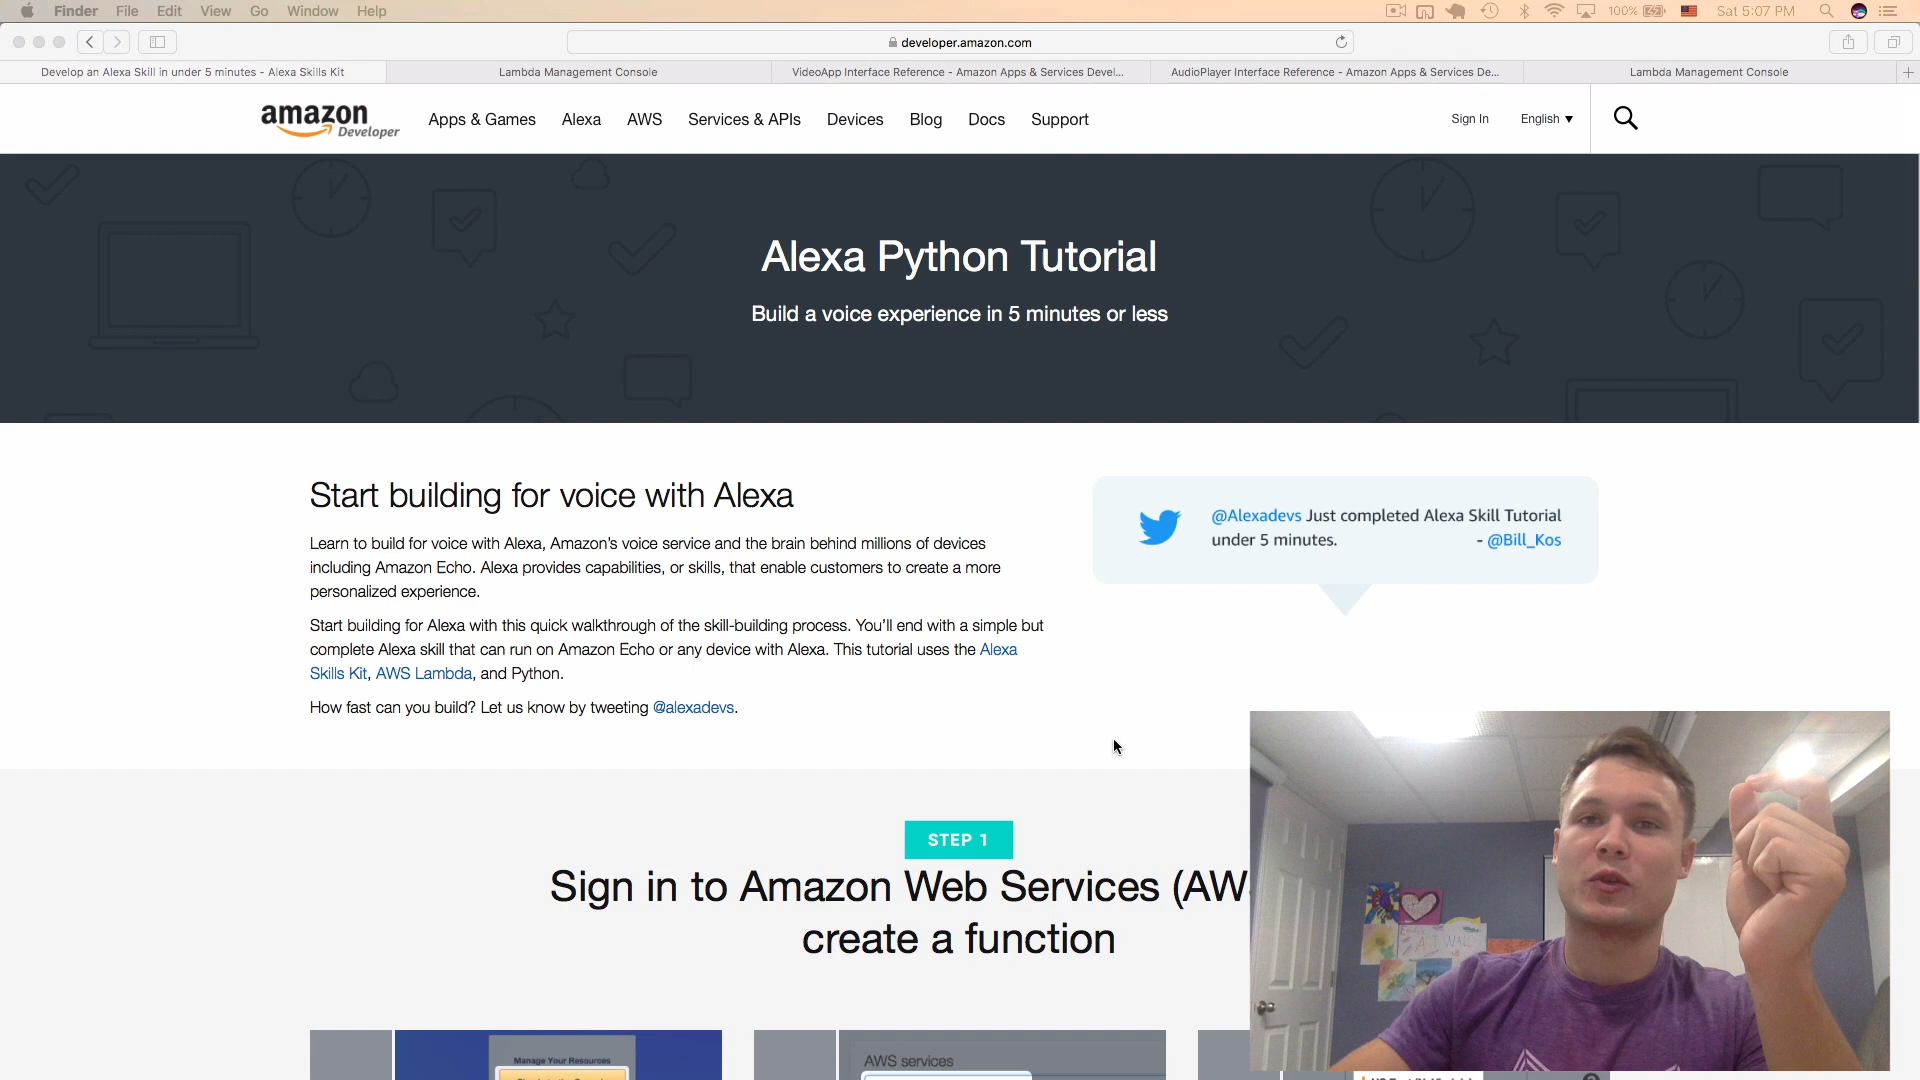 Finder File Edit View Go Window Help 100% Sat 5:07 PM
developer.amazon.com
Develop an Alexa Skill in under 5 minutes - Alexa Skills Kit
Lambda Management Console
VideoApp Interface Reference - Amazon Apps & Services Devel...
AudioPlayer Interface Reference - Amazon Apps & Services De...
Lambda Management Console
amazon Developer
Apps & Games Alexa AWS Services & APIs Devices Blog Docs Support
Sign In English
Alexa Python Tutorial
Build a voice experience in 5 minutes or less
Start building for voice with Alexa
Learn to build for voice with Alexa, Amazon’s voice service and the brain behind millions of devices
including Amazon Echo. Alexa provides capabilities, or skills, that enable customers to create a more
personalized experience.
Start building for Alexa with this quick walkthrough of the skill-building process. You’ll end with a simple but
complete Alexa skill that can run on Amazon Echo or any device with Alexa. This tutorial uses the Alexa
Skills Kit, AWS Lambda, and Python.
How fast can you build? Let us know by tweeting @alexadevs.
@Alexadevs Just completed Alexa Skill Tutorial
under 5 minutes. - @Bill_Kos
STEP 1
Sign in to Amazon Web Services (AW
create a function
Manage Your Resources
AWS services